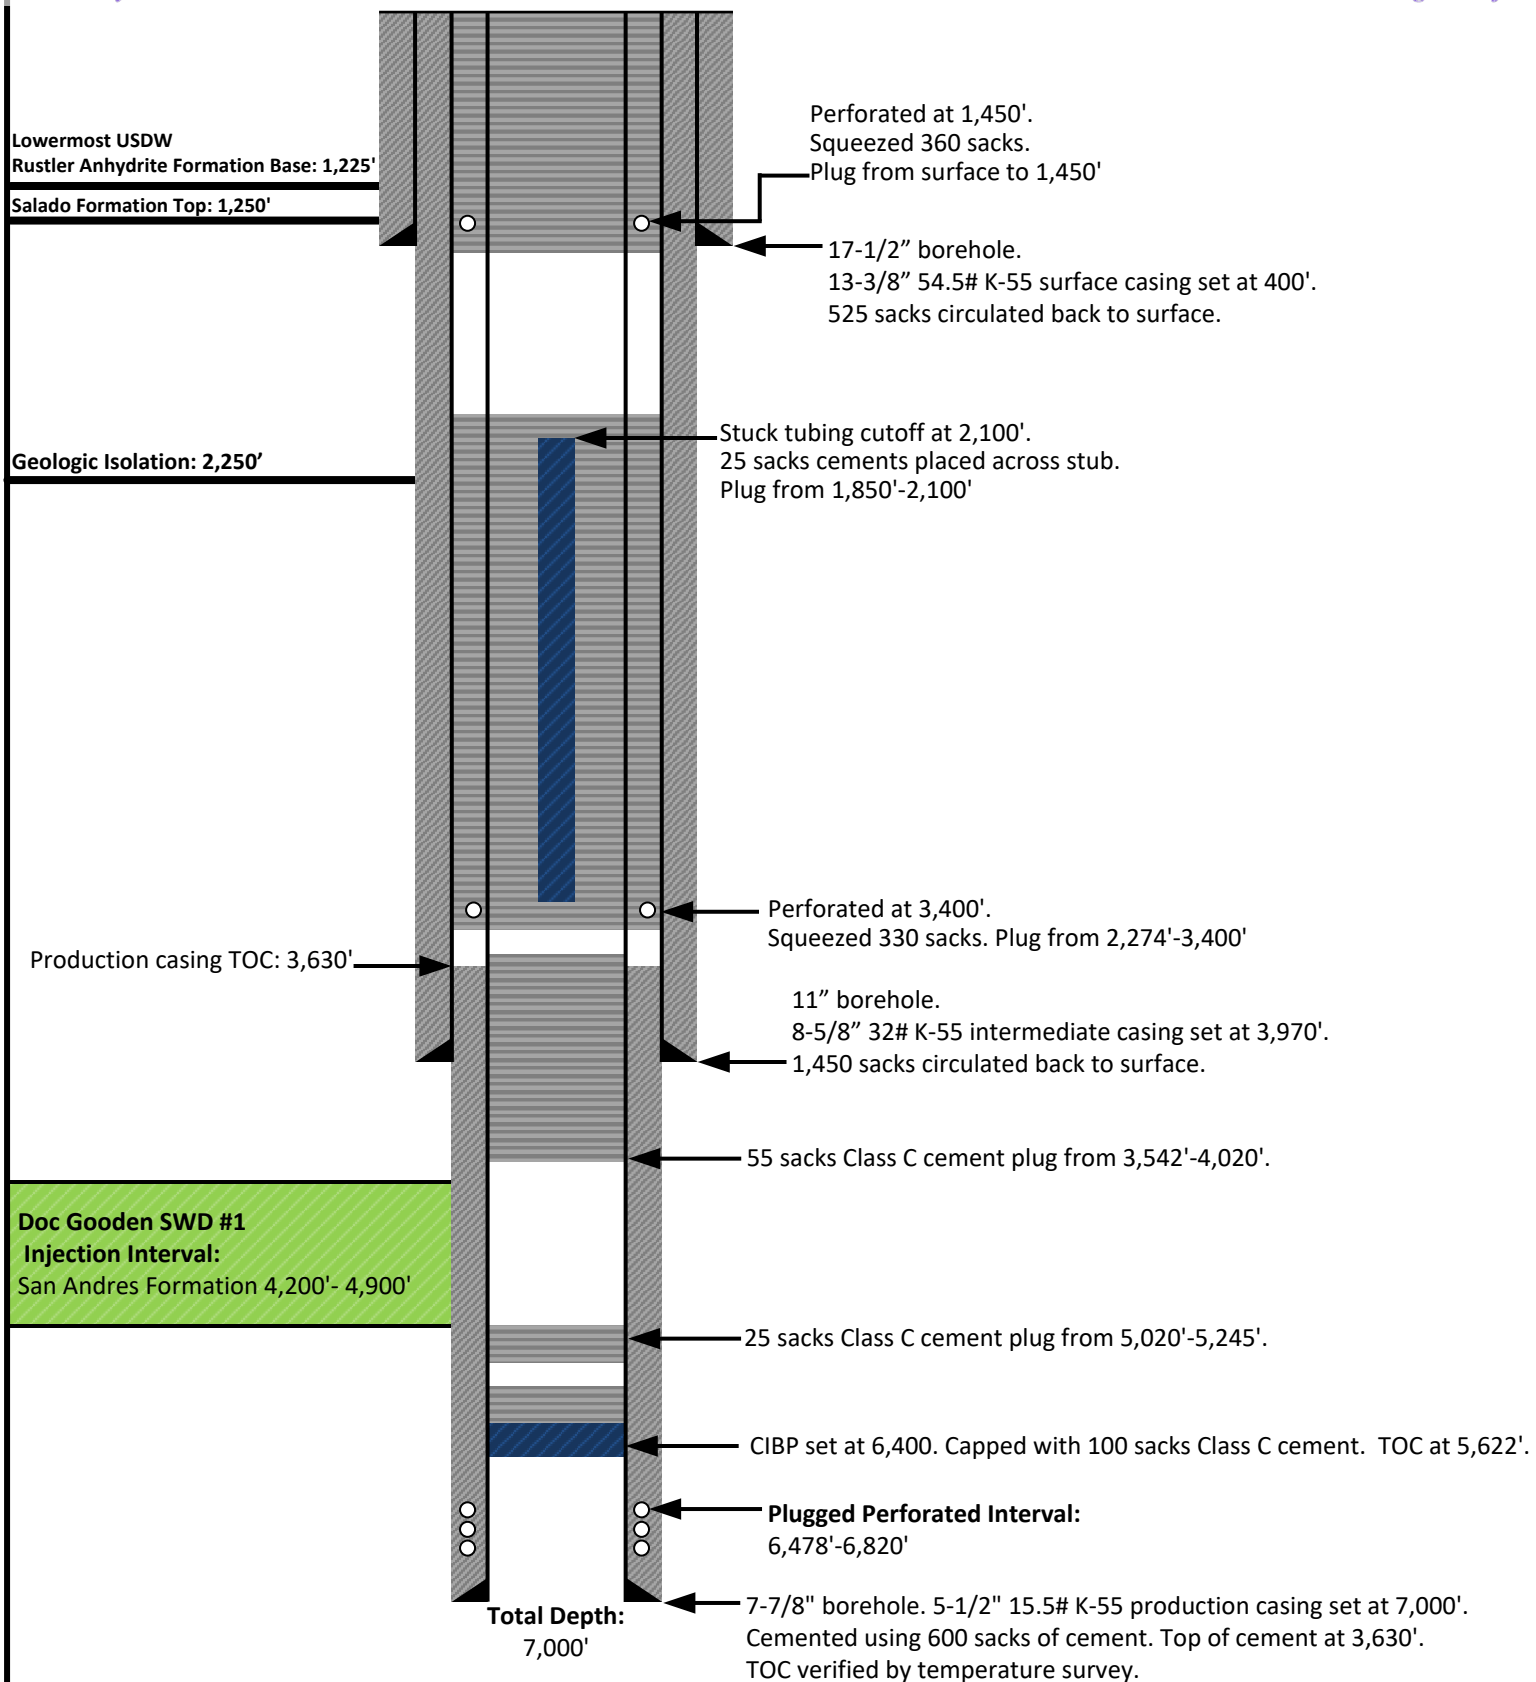 Perforated at 1,450'.
Squeezed 360 sacks.
Plug from surface to 1,450'
Lowermost USDW
Rustler Anhydrite Formation Base: 1,225'
Salado Formation Top: 1,250'
17-1/2” borehole.
13-3/8” 54.5# K-55 surface casing set at 400'.
525 sacks circulated back to surface.
Stuck tubing cutoff at 2,100'.
25 sacks cements placed across stub.
Plug from 1,850'-2,100'
Geologic Isolation: 2,250’
Perforated at 3,400'.
Squeezed 330 sacks. Plug from 2,274'-3,400'
Production casing TOC: 3,630'
11” borehole.
8-5/8” 32# K-55 intermediate casing set at 3,970'.
1,450 sacks circulated back to surface.
55 sacks Class C cement plug from 3,542'-4,020'.
Doc Gooden SWD #1
Injection Interval:
San Andres Formation 4,200'- 4,900'
25 sacks Class C cement plug from 5,020'-5,245'.
CIBP set at 6,400. Capped with 100 sacks Class C cement.  TOC at 5,622'.
Plugged Perforated Interval:
6,478'-6,820'
Total Depth:
7,000'
7-7/8" borehole. 5-1/2" 15.5# K-55 production casing set at 7,000’.
Cemented using 600 sacks of cement. Top of cement at 3,630’.
TOC verified by temperature survey.